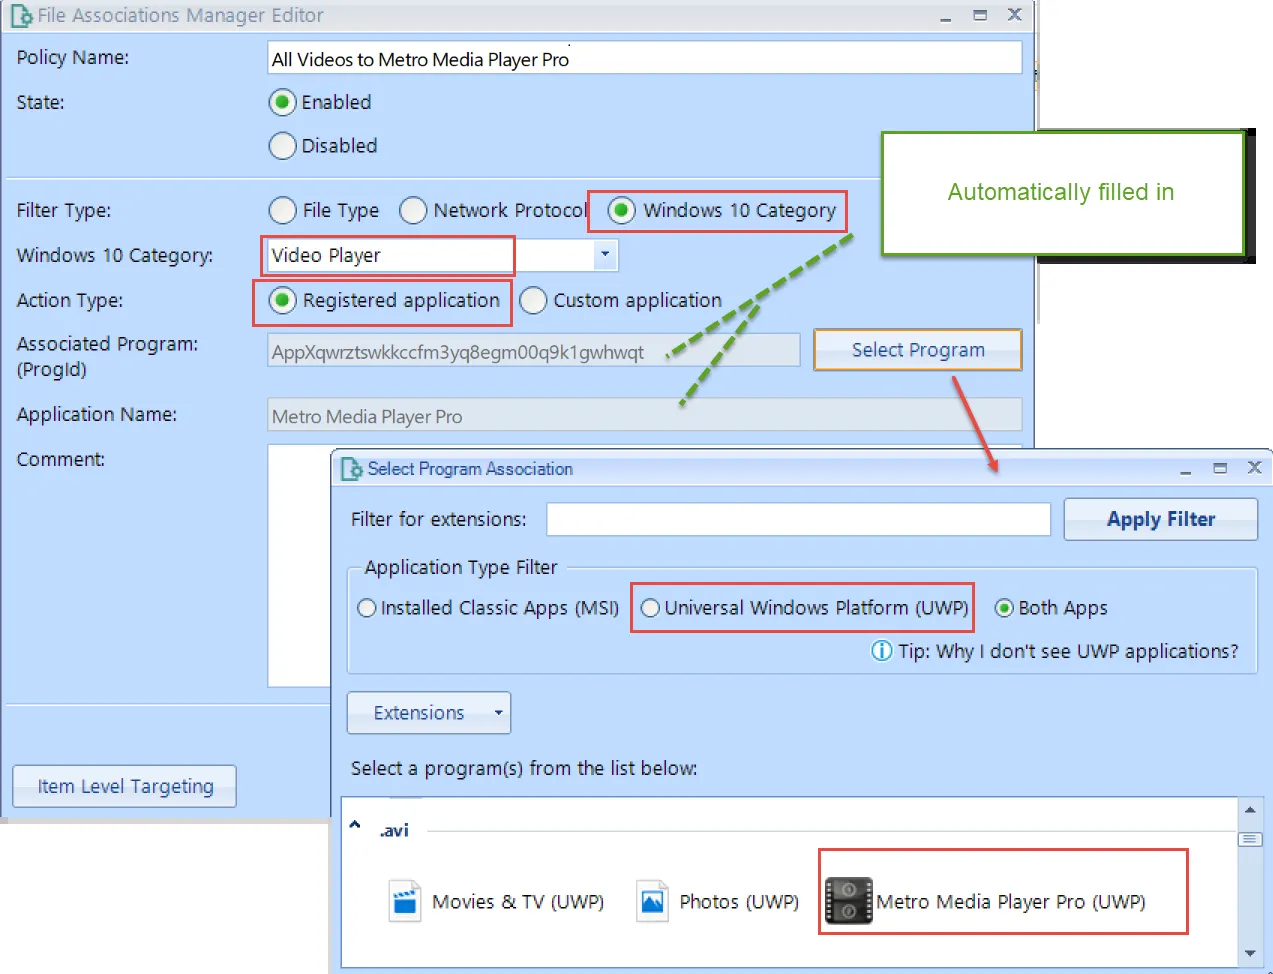 File Associations Manager Editor
Policy Name:
All Videos to Metro Media Player Pro
State:
Enabled
Disabled
Automatically filled in
Filter Type:
File Type
Network Protocol
Windows 10 Category
Windows 10 Category:
Video Player
Action Type:
Registered application
Custom application
Associated Program:
(ProgId)
AppXqwrztswkkccfm3yq8egm00q9k1gwhwqt
Select Program
Application Name:
Metro Media Player Pro
Comment:
Select Program Association
Filter for extensions:
Apply Filter
Application Type Filter
Installed Classic Apps (MSI)
Universal Windows Platform (UWP)
Both Apps
Tip: Why I don't see UWP applications?
Extensions
Item Level Targeting
Select a program(s) from the list below:
.avi
Movies & TV (UWP)
Photos (UWP)
Metro Media Player Pro (UWP)